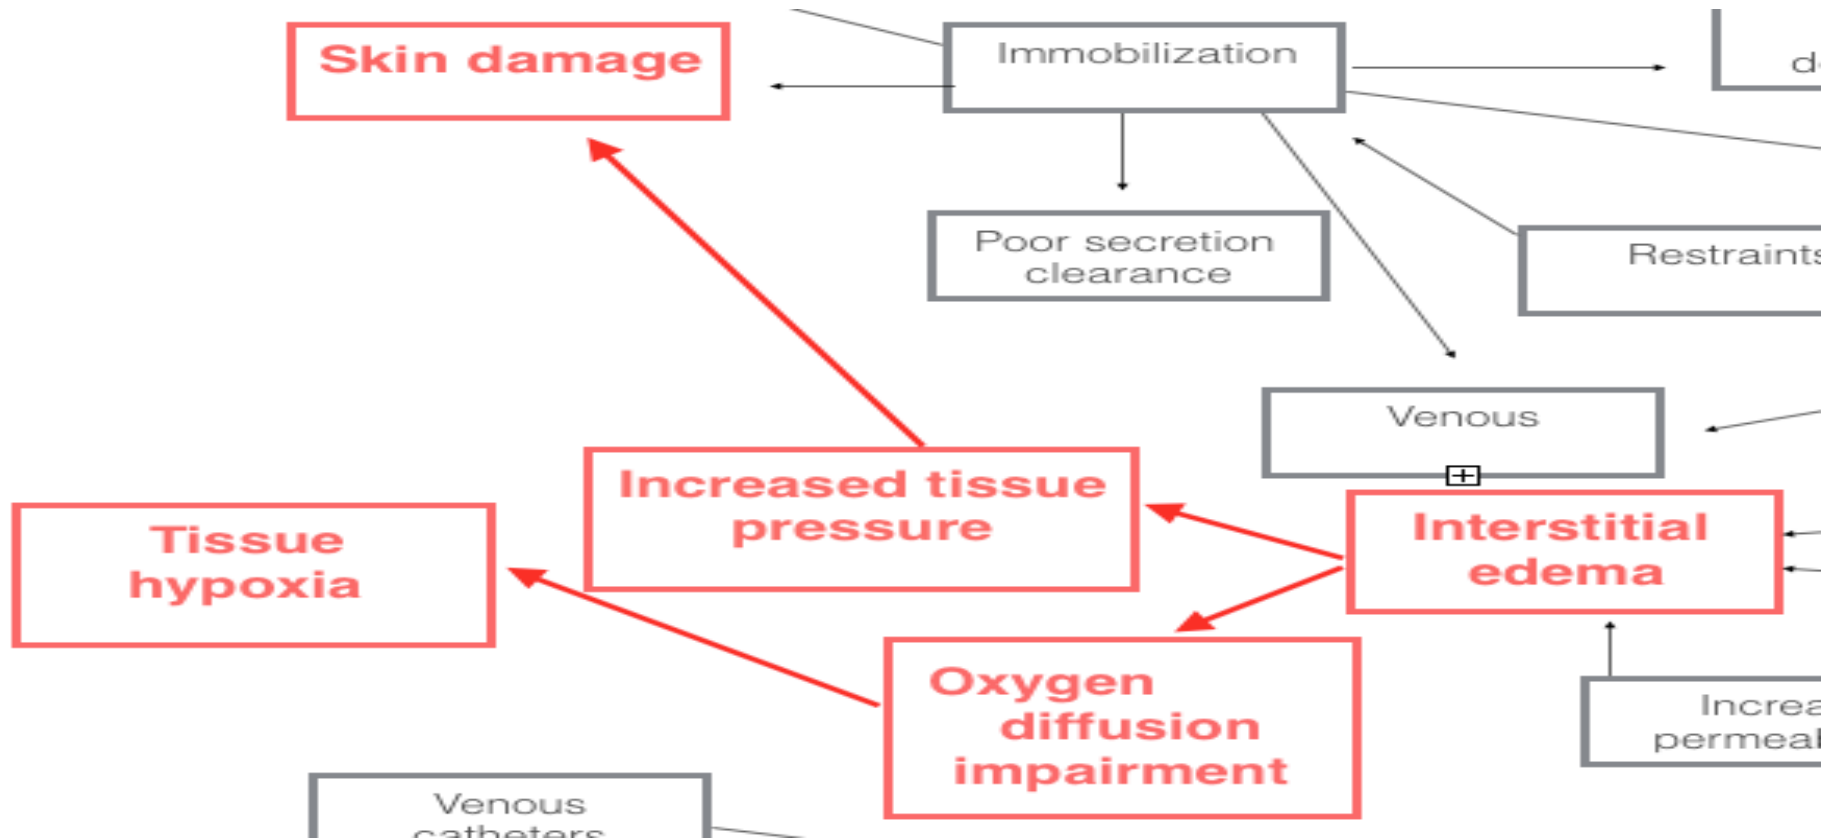 Skin damage
Immobilization
Poor secretion
clearance
Restraints
Venous
Increased tissue
pressure
Interstitial
edema
Tissue
hypoxia
Oxygen
diffusion
impairment
Venous
catheters